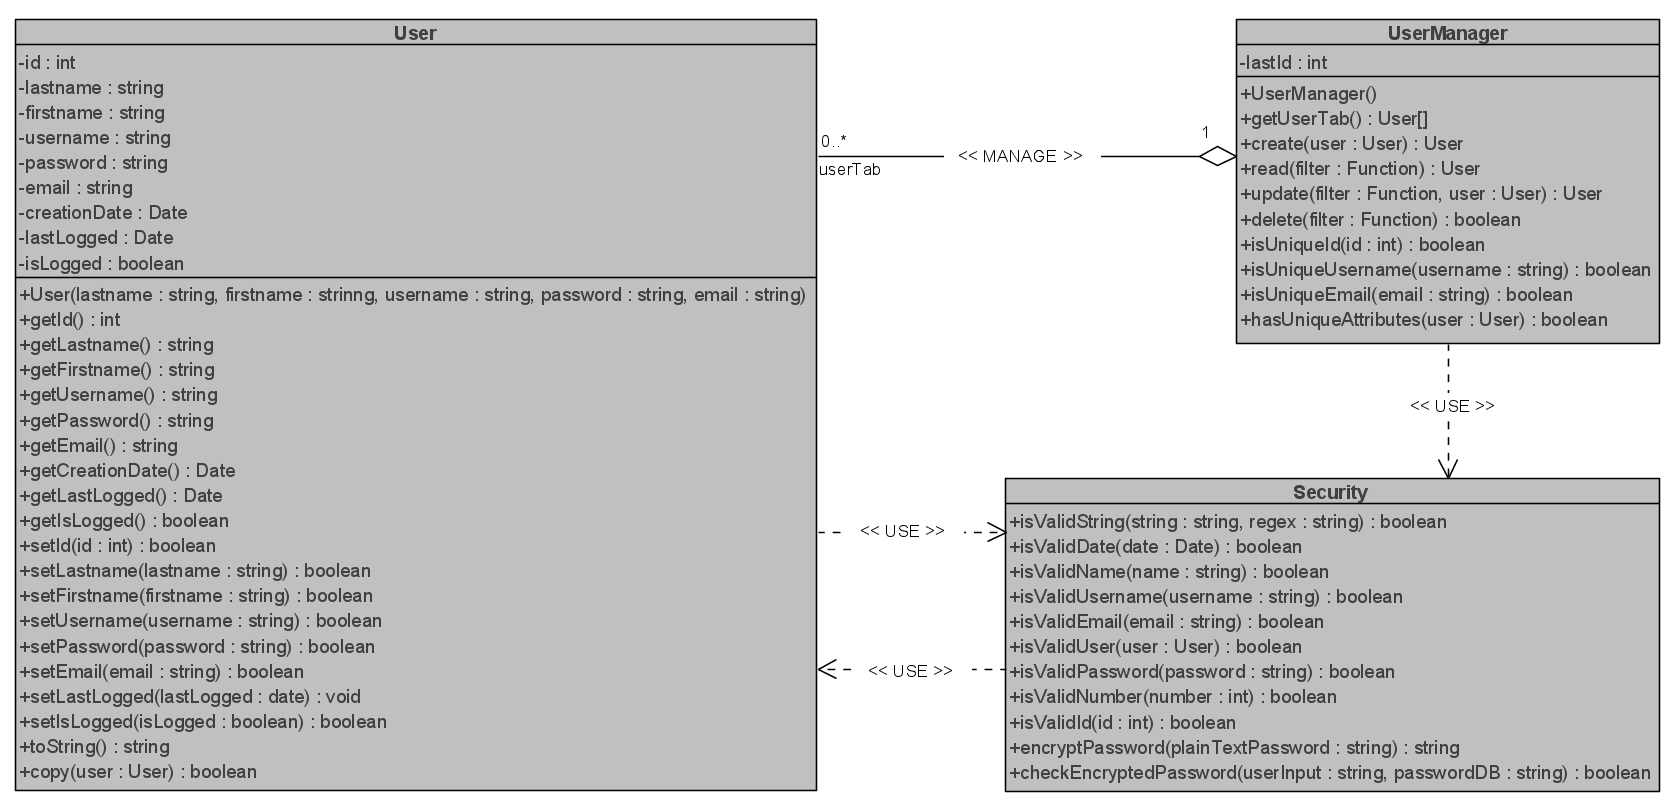 User
-id : int
-lastname : string
-firstname : string
-username : string
-password : string
-email : string
-creationDate : Date
-lastLogged : Date
-isLogged : boolean
+User(lastname : string, firstname : strinng, username : string, password : string, email : string)
+getId() : int
+getLastname() : string
+getFirstname() : string
+getUsername() : string
+getPassword() : string
+getEmail() : string
+getCreationDate() : Date
+getLastLogged() : Date
+getIsLogged() : boolean
+setId(id : int) : boolean
+setLastname(lastname : string) : boolean
+setFirstname(firstname : string) : boolean
+setUsername(username : string) : boolean
+setPassword(password : string) : boolean
+setEmail(email : string) : boolean
+setLastLogged(lastLogged : date) : void
+setIsLogged(isLogged : boolean) : boolean
+toString() : string
+copy(user : User) : boolean
0..*
userTab
<< MANAGE >>
1
UserManager
-lastId : int
+UserManager()
+getUserTab() : User[]
+create(user : User) : User
+read(filter : Function) : User
+update(filter : Function, user : User) : User
+delete(filter : Function) : boolean
+isUniqueId(id : int) : boolean
+isUniqueUsername(username : string) : boolean
+isUniqueEmail(email : string) : boolean
+hasUniqueAttributes(user : User) : boolean
<< USE >>
<< USE >>
<< USE >>
Security
+isValidString(string : string, regex : string) : boolean
+isValidDate(date : Date) : boolean
+isValidName(name : string) : boolean
+isValidUsername(username : string) : boolean
+isValidEmail(email : string) : boolean
+isValidUser(user : User) : boolean
+isValidPassword(password : string) : boolean
+isValidNumber(number : int) : boolean
+isValidId(id : int) : boolean
+encryptPassword(plainTextPassword : string) : string
+checkEncryptedPassword(userInput : string, passwordDB : string) : boolean